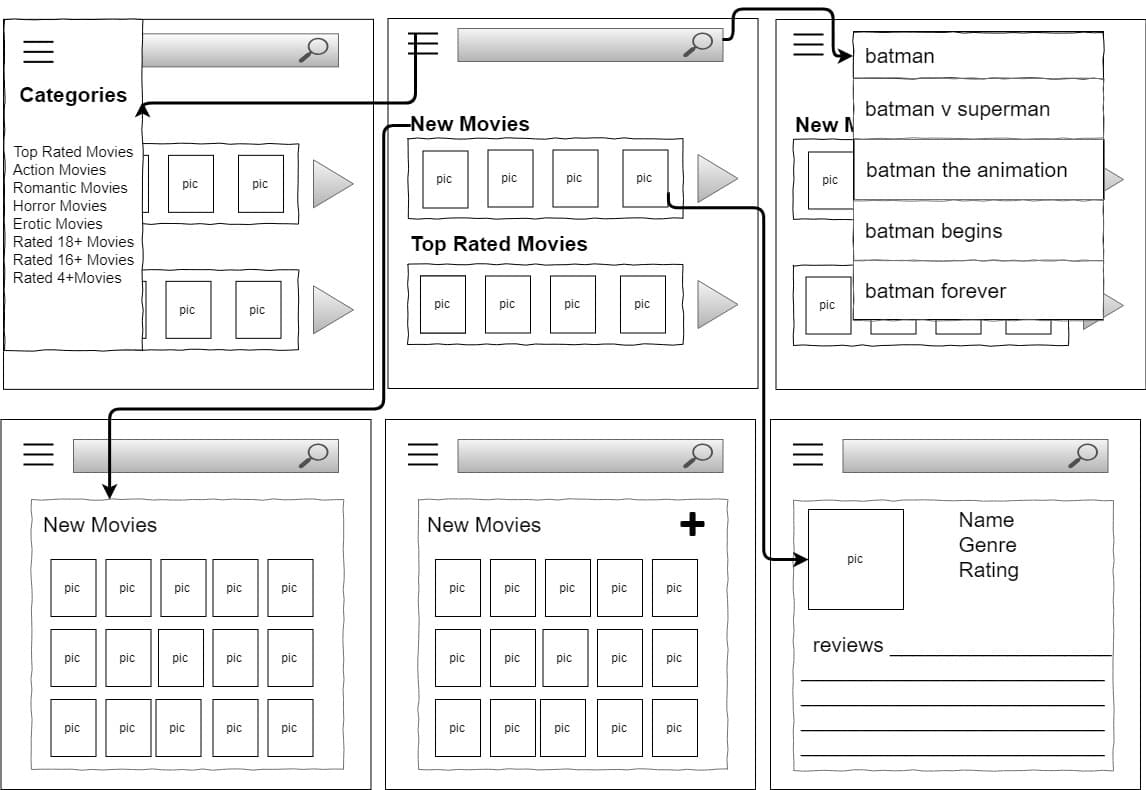 Categories
Top Rated Movies
Action Movies
Romantic Movies
Horror Movies
Erotic Movies
Rated 18+ Movies
Rated 16+ Movies
Rated 4+Movies
pic pic
pic pic
New Movies
pic pic pic pic
Top Rated Movies
pic pic pic pic
batman
batman v superman
batman the animation
batman begins
batman forever
New M
pic
pic
New Movies
pic pic pic pic pic
pic pic pic pic pic
pic pic pic pic pic
New Movies
pic pic pic pic pic
pic pic pic pic pic
pic pic pic pic pic
pic
Name
Genre
Rating
reviews